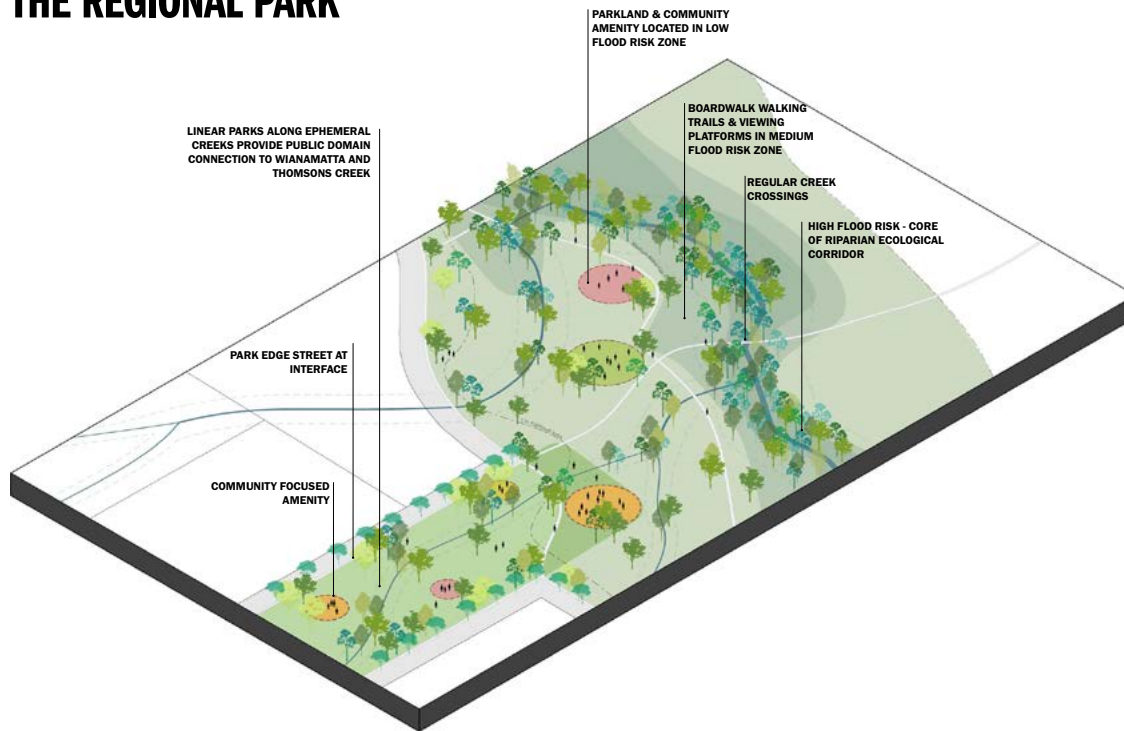 THE REGIONAL PARK
PARKLAND & COMMUNITY
AMENITY LOCATED IN LOW
FLOOD RISK ZONE
BOARDWALK WALKING
TRAILS & VIEWING
PLATFORMS IN MEDIUM
FLOOD RISK ZONE
LINEAR PARKS ALONG EPHEMERAL
CREEKS PROVIDE PUBLIC DOMAIN
CONNECTION TO WIANAMATTA AND
THOMSONS CREEK
REGULAR CREEK
CROSSINGS
HIGH FLOOD RISK - CORE
OF RIPARIAN ECOLOGICAL
CORRIDOR
PARK EDGE STREET AT
INTERFACE
COMMUNITY FOCUSED
AMENITY